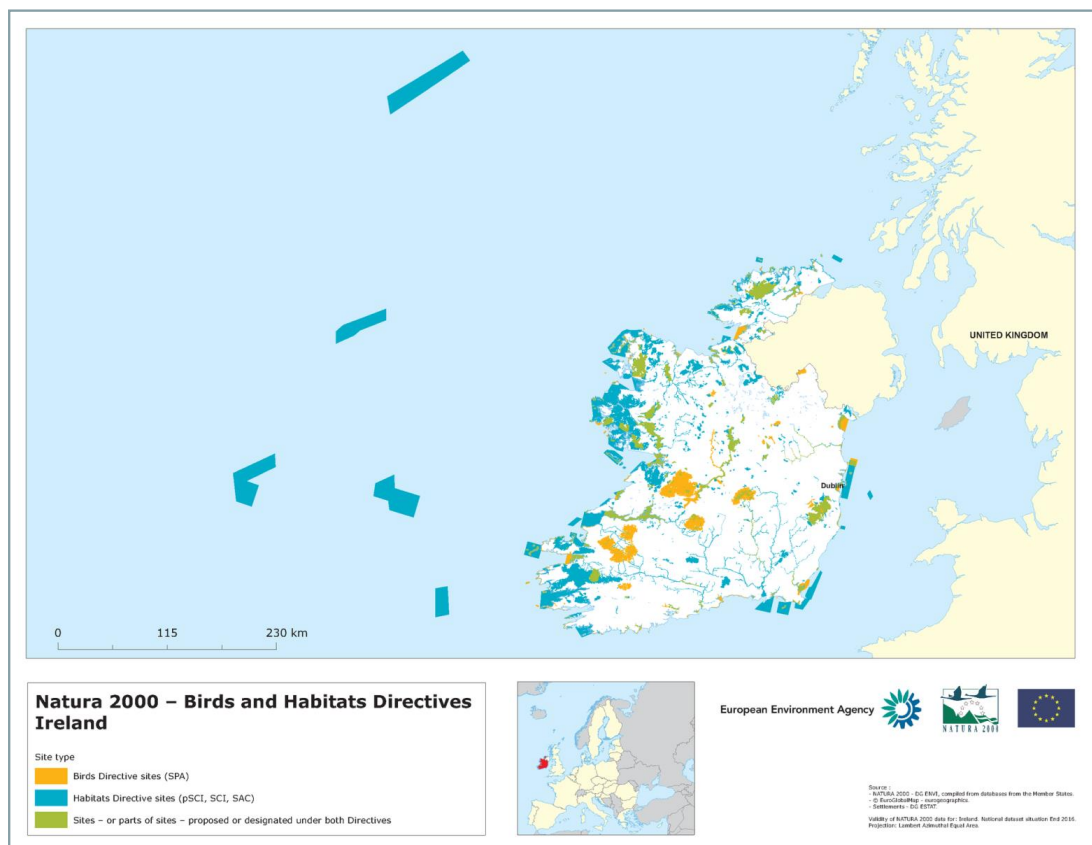 UNITED KINGDOM
Dublin
0 115 230 km
Natura 2000 – Birds and Habitats Directives
Ireland
Site type
Birds Directive sites (SPA)
Habitats Directive sites (pSCI, SCI, SAC)
Sites – or parts of sites – proposed or designated under both Directives
European Environment Agency
NATURA 2000
Source :
- NATURA 2000 - DG ENVI, compiled from databases from the Member States.
- © EuroGlobalMap - eurogeographics.
- Settlements - DG ESTAT.
Validity of NATURA 2000 data for: Ireland. National dataset situation End 2016.
Projection: Lambert Azimuthal Equal Area.